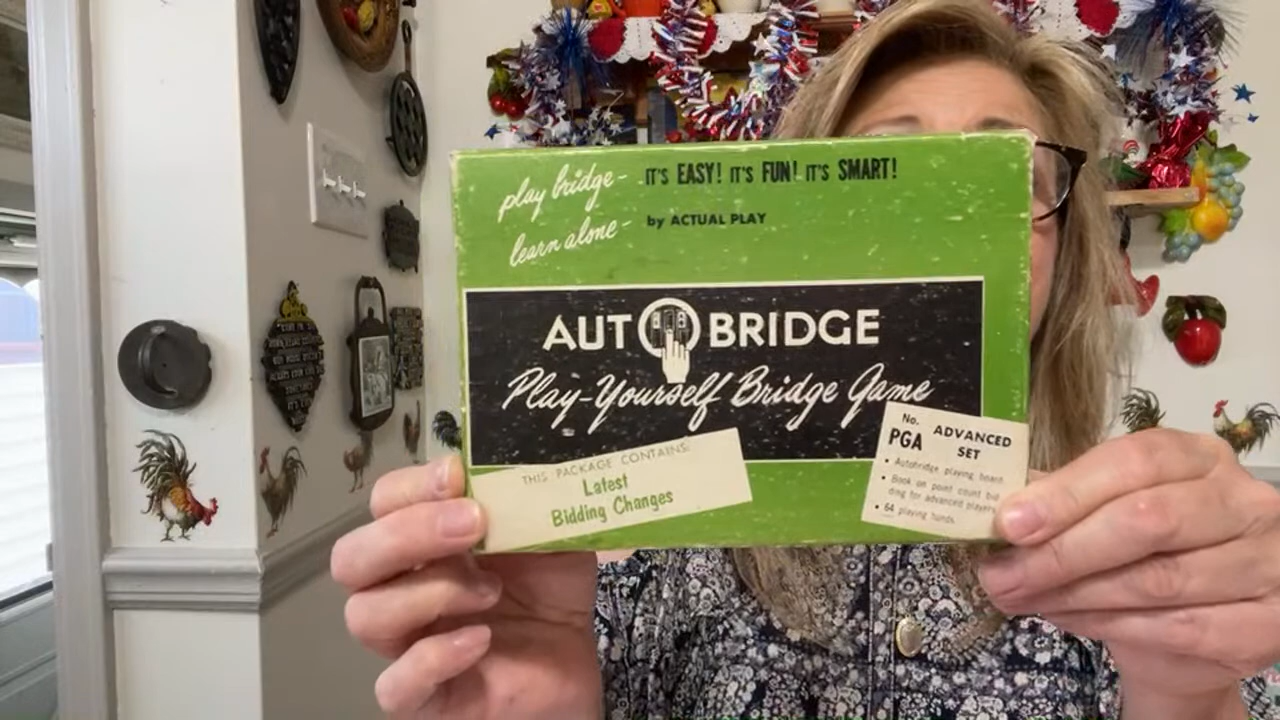 play bridge- IT'S EASY! IT'S FUN! IT'S SMART!
learn alone- by ACTUAL PLAY
AUTOBRIDGE
Play-Yourself Bridge Game
THIS PACKAGE CONTAINS:
Latest
Bidding Changes
No. PGA ADVANCED SET
• Autobridge playing board.
• Book on point count bid
ding for advanced players
• 64 playing hands.